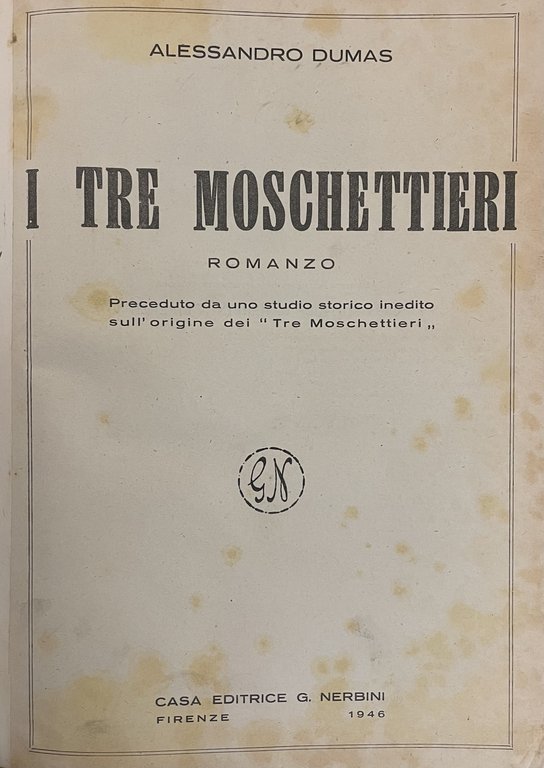 ALESSANDRO DUMAS
I TRE MOSCHETTIERI
ROMANZO
Preceduto da uno studio storico inedito
sull'origine dei “ Tre Moschettieri „
GN
CASA EDITRICE G. NERBINI
FIRENZE 1946